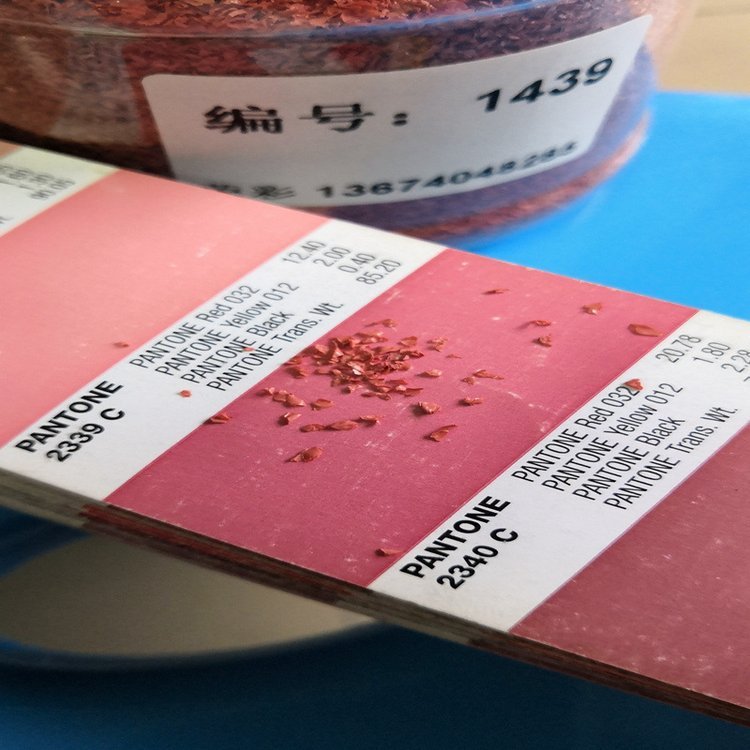 编号: 1439
彩 13674048285
PANTONE
2339 C
PANTONE Red 032 12.40
PANTONE Yellow 012 2.00
PANTONE Black 0.40
PANTONE Trans. Wt. 85.20
PANTONE
2340 C
PANTONE Red 032 20.78
PANTONE Yellow 012 1.80
PANTONE Black
PANTONE Trans. Wt.